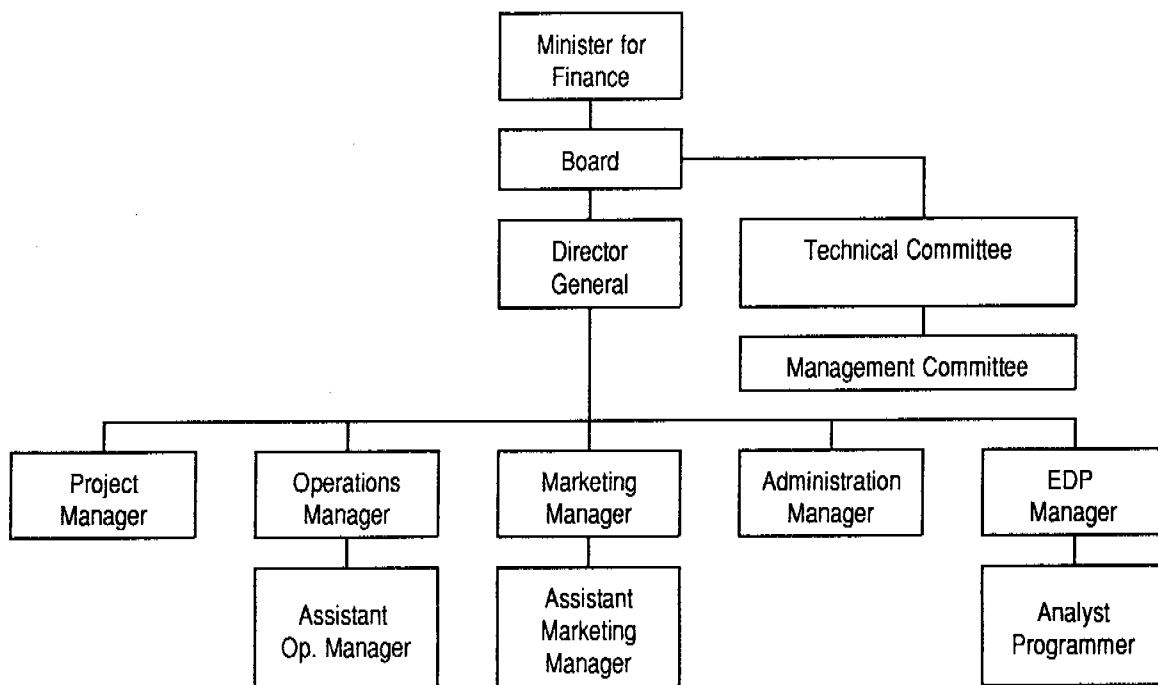 Minister for
Finance
Board
Director
General
Technical Committee
Management Committee
Project
Manager
Operations
Manager
Marketing
Manager
Administration
Manager
EDP
Manager
Assistant
Op. Manager
Assistant
Marketing
Manager
Analyst
Programmer